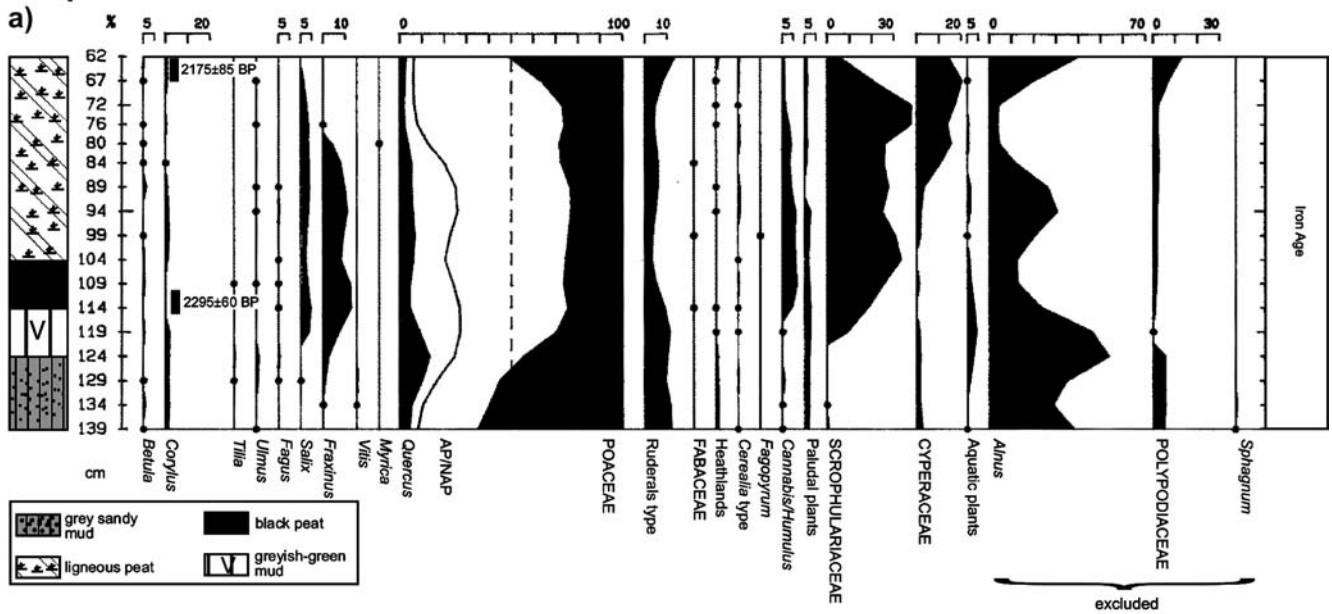 a)
% 5 20 5 10 0 100 10 5 5 0 30 20 5 0 70 0 30
62
67
72
76
80
84
89
94
99
104
109
114
119
124
129
134
139
cm
2175±85 BP
2295±60 BP
V
Betula
Corylus
Tilia
Ulmus
Fagus
Salix
Fraxinus
Vitis
Myrica
Quercus
AP/NAP
POACEAE
Ruderals type
FABACEAE
Heathlands
Cerealia type
Fagopyrum
Cannabis/Humulus
Paludal plants
SCROPHULARIACEAE
CYPERACEAE
Aquatic plants
Alnus
POLYPODIACEAE
Sphagnum
Iron Age
excluded
grey sandy
mud
black peat
ligneous peat
V
greyish-green
mud